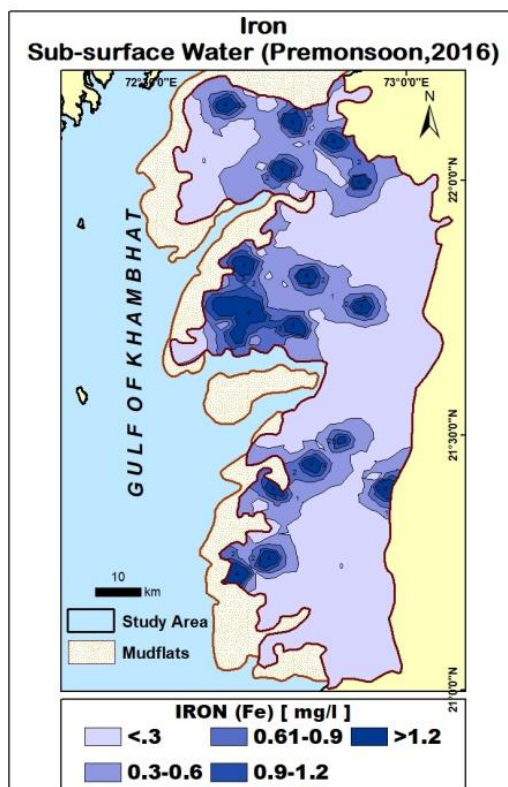 Iron
Sub-surface Water (Premonsoon,2016)
73°0'0"E
N
22°0'0"N
GULF OF KHAMBHAT
21°30'0"N
10
km
Study Area
Mudflats
21°0'0"N
IRON (Fe) [ mg/l ]
<.3
0.61-0.9
>1.2
0.3-0.6
0.9-1.2